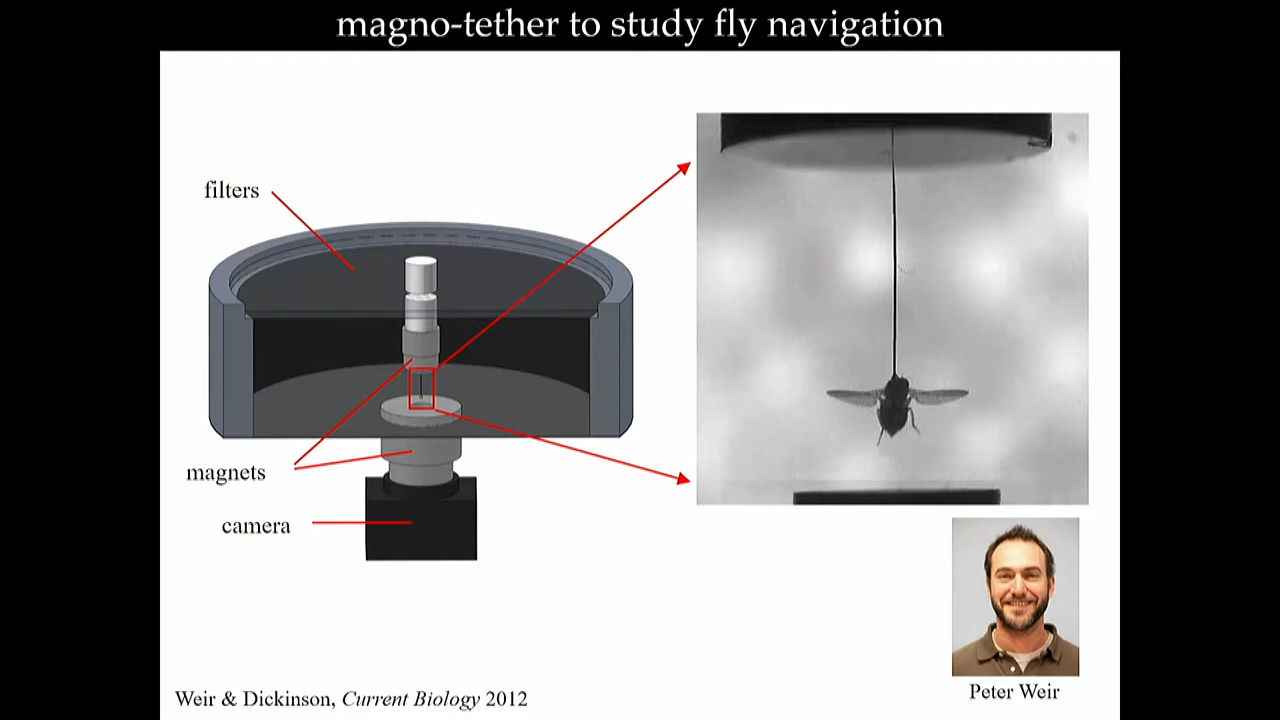 magno-tether to study fly navigation
filters
magnets
camera
Peter Weir
Weir & Dickinson, Current Biology 2012